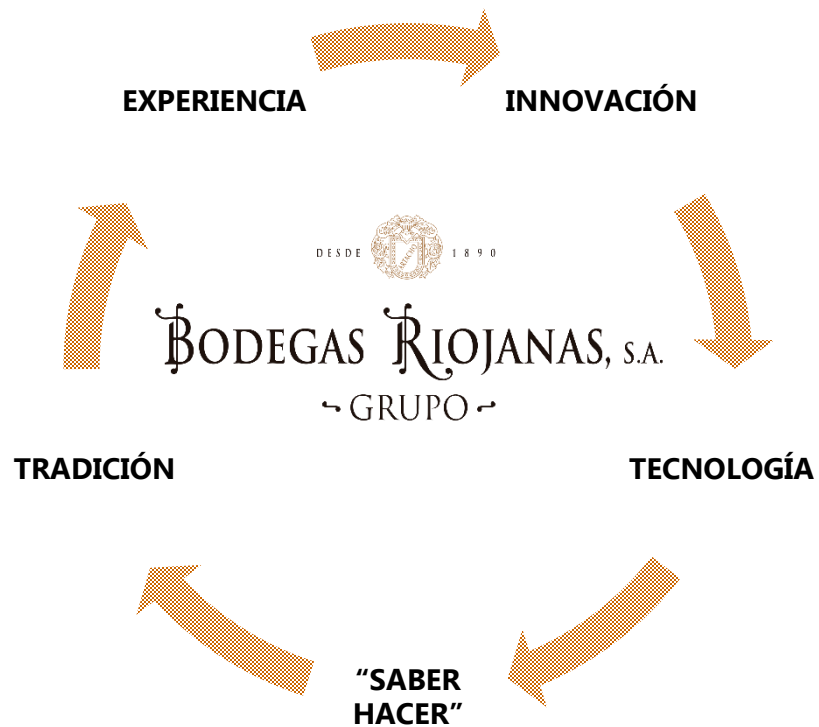 EXPERIENCIA
INNOVACIÓN
DESDE 1890
BODEGAS RIOJANAS, S.A.
GRUPO
TRADICIÓN
TECNOLOGÍA
“SABER
HACER”